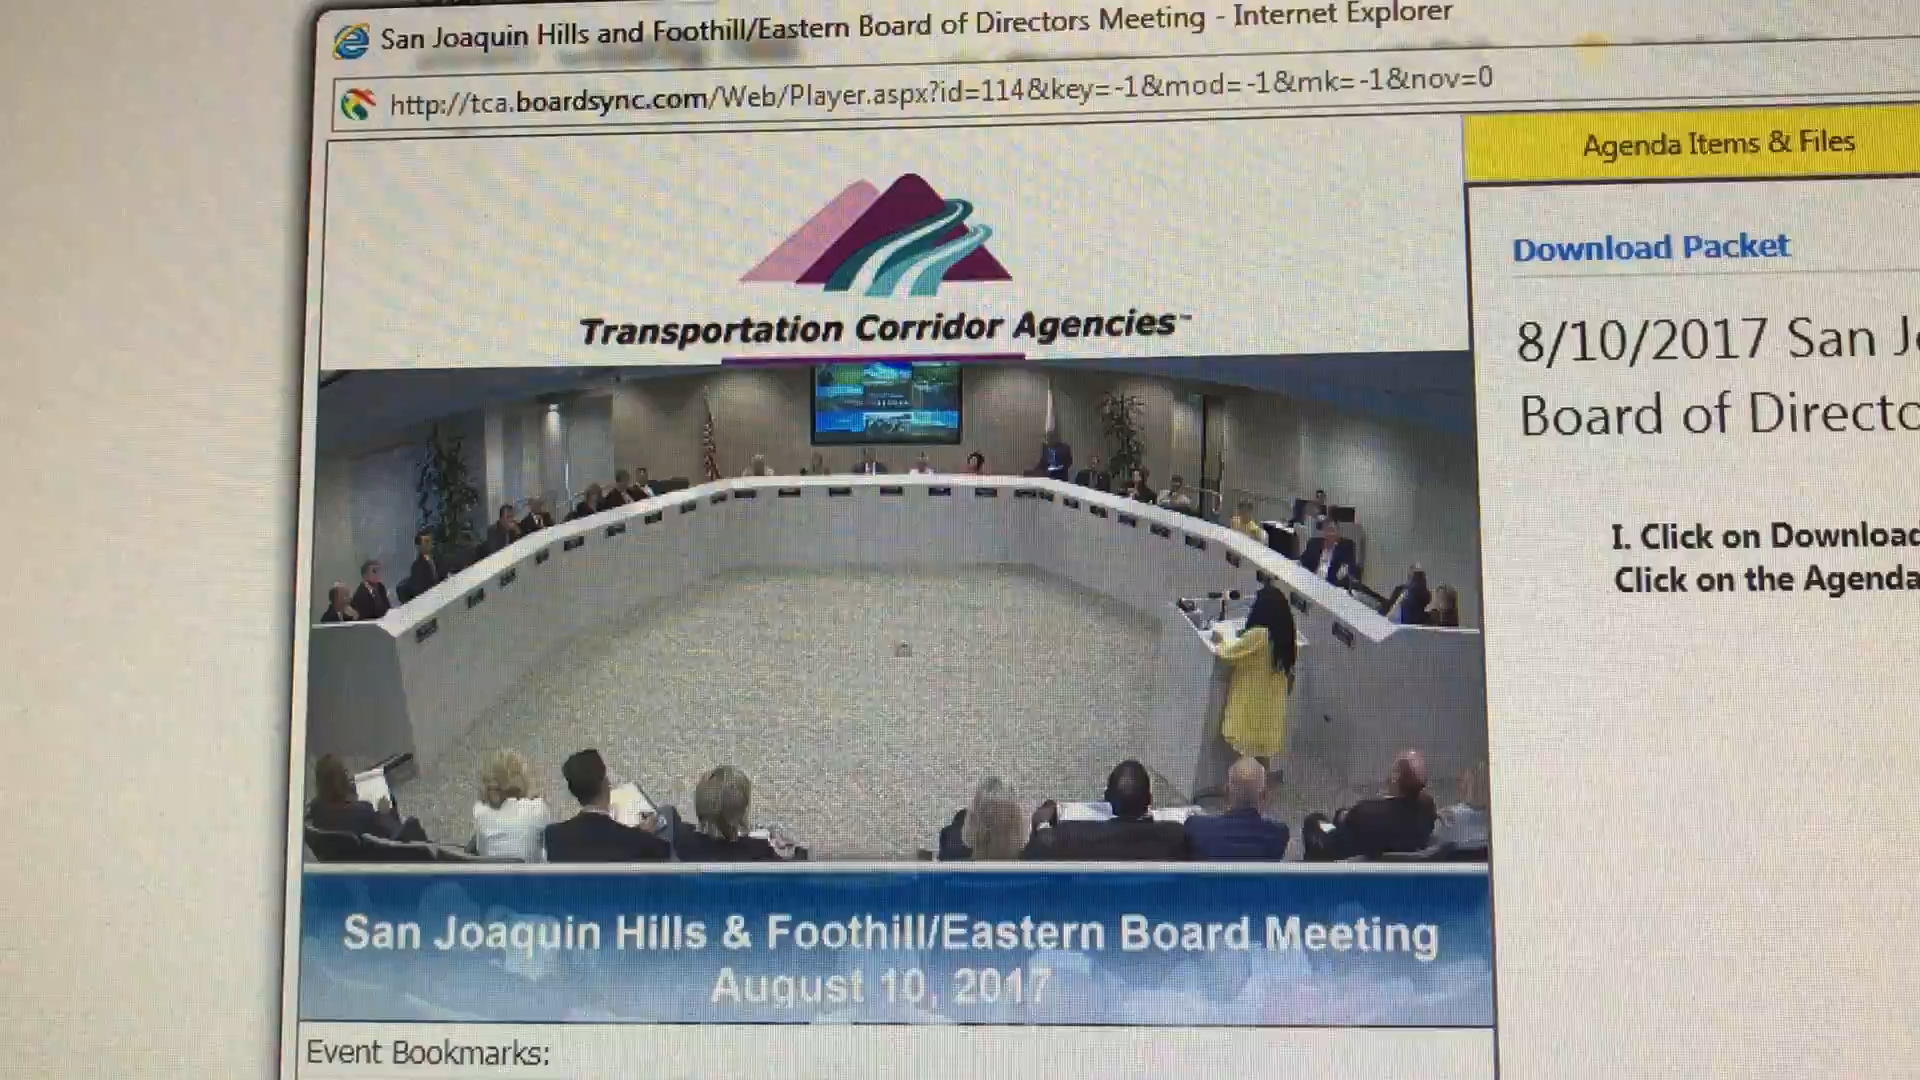 San Joaquin Hills and Foothill/Eastern Board of Directors Meeting - Internet Explorer
http://tca.boardsync.com/Web/Player.aspx?id=114&key=-1&mod=-1&mk=-1&nov=0
Agenda Items & Files
Download Packet
8/10/2017 San
Board of
I. Click on
Click on the Agenda
Transportation Corridor Agencies™
San Joaquin Hills & Foothill/Eastern Board Meeting
August 10, 2017
Event Bookmarks: